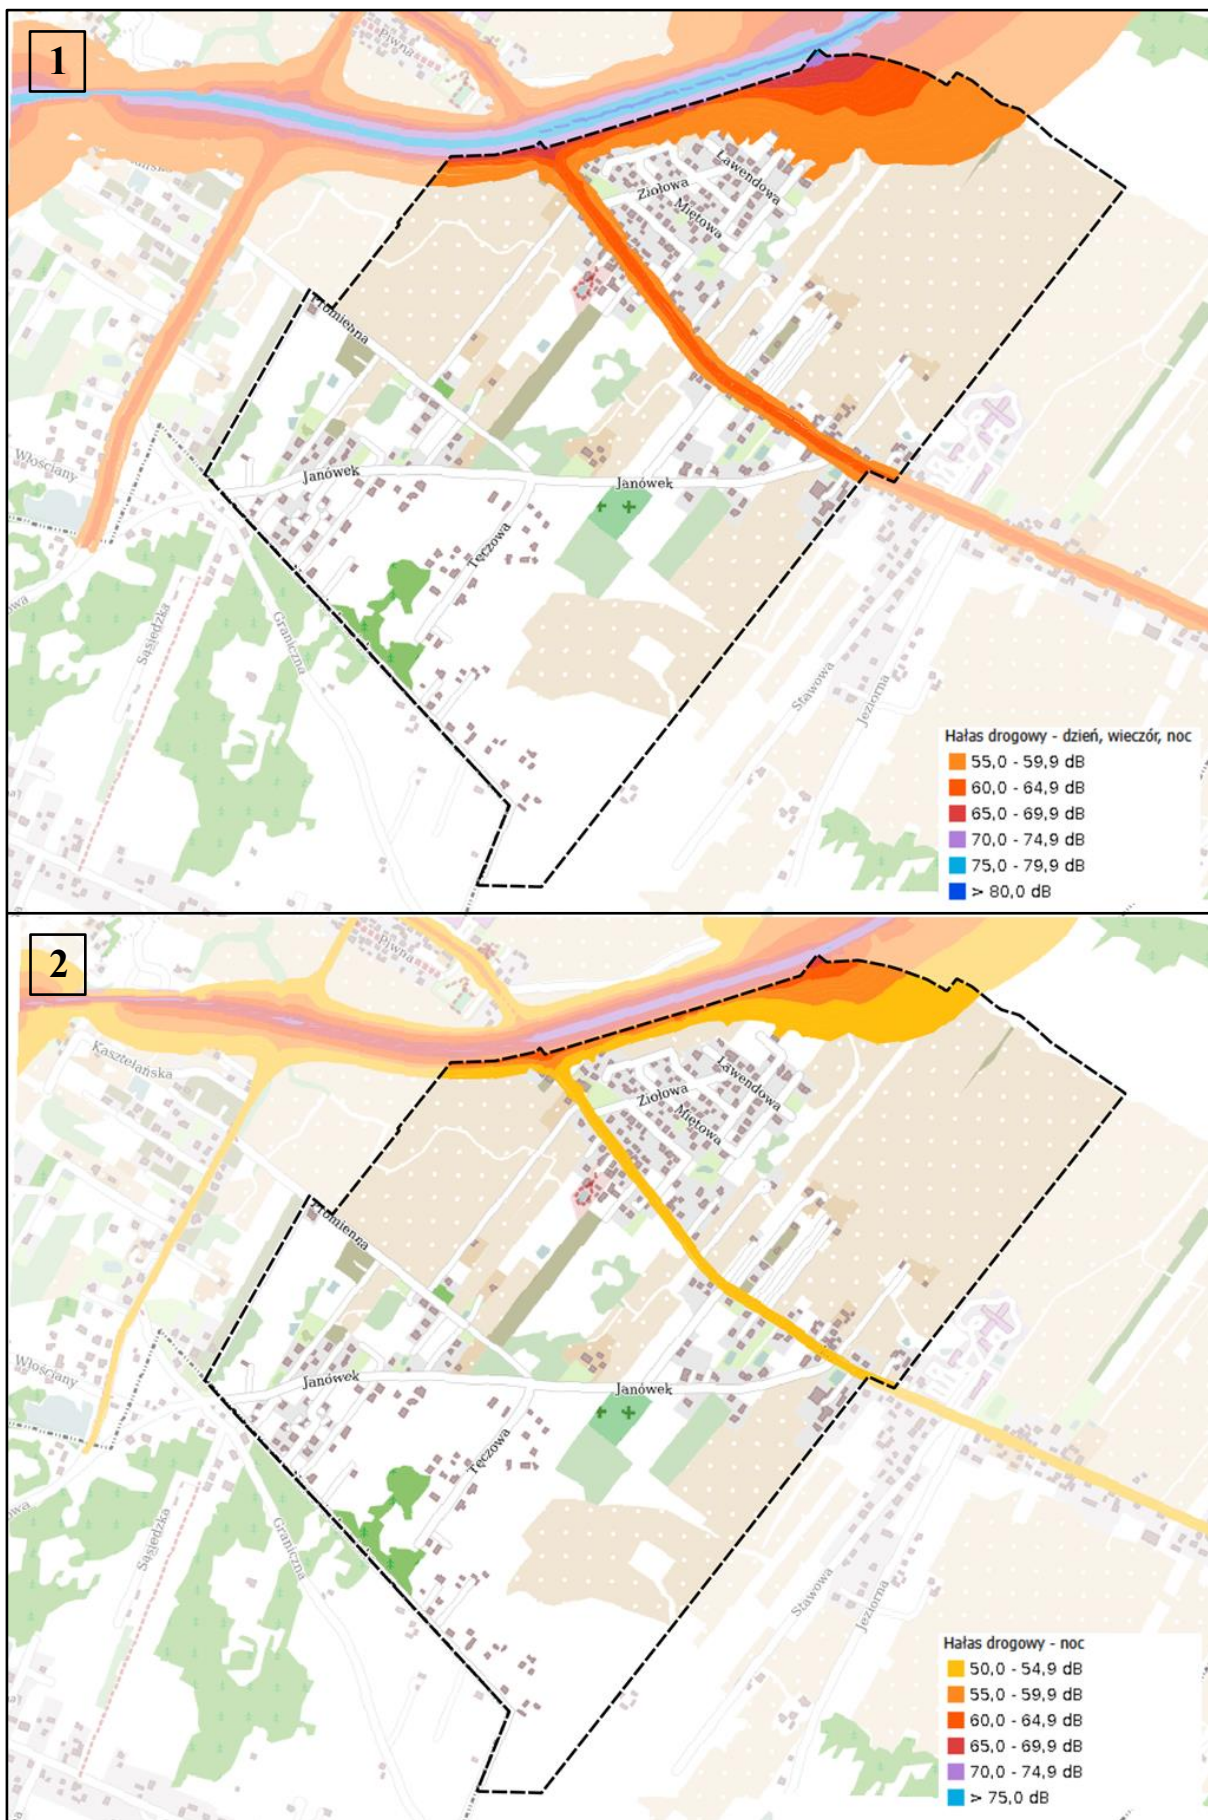 1
Piwna
Lawendowa
Ziołowa
Miętowa
Promienna
Włościany
Janówek
Janówek
Tęczowa
Sąsiedzka
Graniczna
Stawowa
Jeziorna
Hałas drogowy - dzień, wieczór, noc
55,0 - 59,9 dB
60,0 - 64,9 dB
65,0 - 69,9 dB
70,0 - 74,9 dB
75,0 - 79,9 dB
> 80,0 dB
2
Piwna
Kasztelańska
Lawendowa
Ziołowa
Miętowa
Promienna
Włościany
Janówek
Janówek
Tęczowa
Sąsiedzka
Graniczna
Stawowa
Jeziorna
Hałas drogowy - noc
50,0 - 54,9 dB
55,0 - 59,9 dB
60,0 - 64,9 dB
65,0 - 69,9 dB
70,0 - 74,9 dB
> 75,0 dB